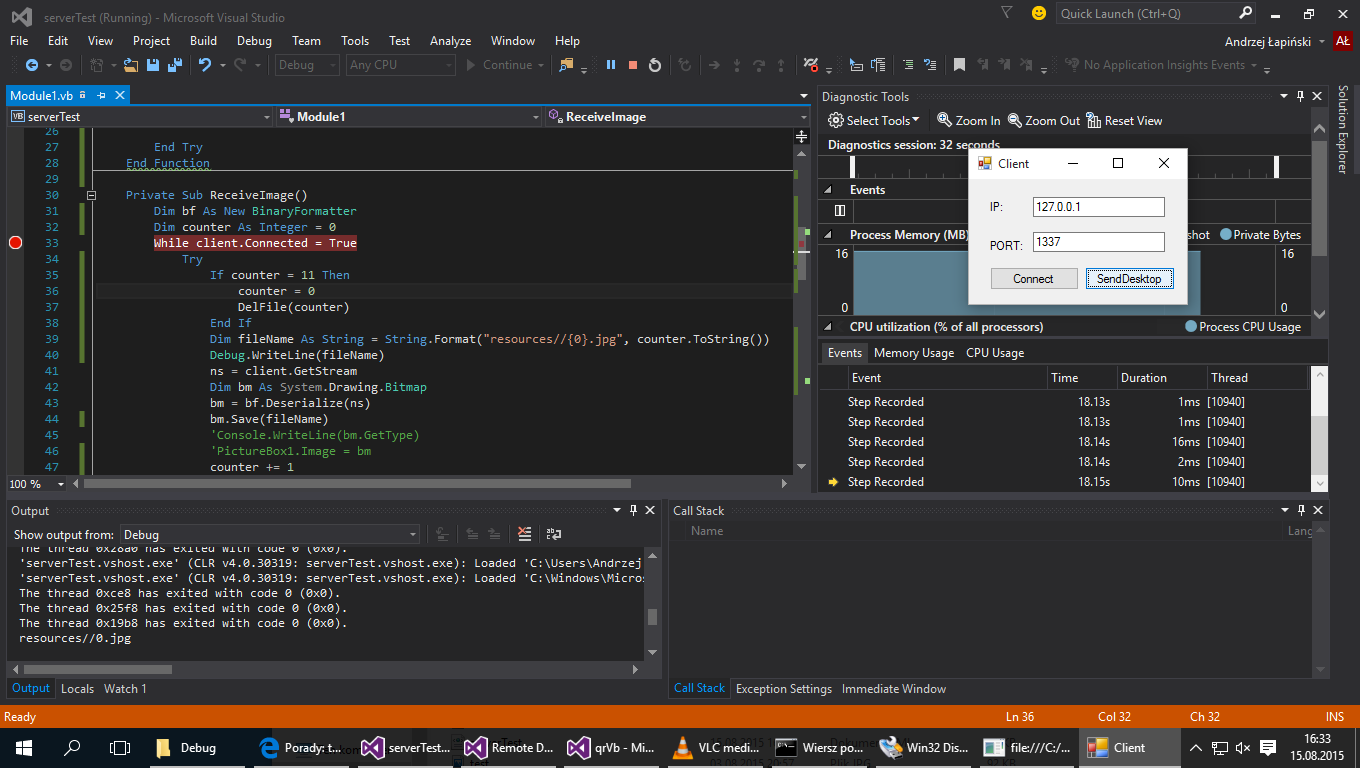 serverTest (Running) - Microsoft Visual Studio
Quick Launch (Ctrl+Q)
File Edit View Project Build Debug Team Tools Test Analyze Window Help
Andrzej Łapiński AŁ
Debug Any CPU Continue No Application Insights Events
Module1.vb
VB serverTest Module1 ReceiveImage
26
27 End Try
28 End Function
29
30 Private Sub ReceiveImage()
31 Dim bf As New BinaryFormatter
32 Dim counter As Integer = 0
33 While client.Connected = True
34 Try
35 If counter = 11 Then
36 counter = 0
37 DelFile(counter)
38 End If
39 Dim fileName As String = String.Format("resources//{0}.jpg", counter.ToString())
40 Debug.WriteLine(fileName)
41 ns = client.GetStream
42 Dim bm As System.Drawing.Bitmap
43 bm = bf.Deserialize(ns)
44 bm.Save(fileName)
45 'Console.WriteLine(bm.GetType)
46 'PictureBox1.Image = bm
47 counter += 1
100 %
Diagnostic Tools
Select Tools Zoom In Zoom Out Reset View
Diagnostics session: 32 seconds
Events
Process Memory (MB) shot Private Bytes
16 16
0 0
CPU utilization (% of all processors) Process CPU Usage
Events Memory Usage CPU Usage
Event Time Duration Thread
Step Recorded 18.13s 1ms [10940]
Step Recorded 18.13s 1ms [10940]
Step Recorded 18.14s 16ms [10940]
Step Recorded 18.14s 2ms [10940]
Step Recorded 18.15s 10ms [10940]
Solution Explorer
Client
IP: 127.0.0.1
PORT: 1337
Connect SendDesktop
Output
Show output from: Debug
The thread 0x28a0 has exited with code 0 (0x0).
'serverTest.vshost.exe' (CLR v4.0.30319: serverTest.vshost.exe): Loaded 'C:\Users\Andrzej
'serverTest.vshost.exe' (CLR v4.0.30319: serverTest.vshost.exe): Loaded 'C:\Windows\Micros
The thread 0xce8 has exited with code 0 (0x0).
The thread 0x25f8 has exited with code 0 (0x0).
The thread 0x19b8 has exited with code 0 (0x0).
resources//0.jpg
Output Locals Watch 1
Call Stack
Name Lang
Call Stack Exception Settings Immediate Window
Ready Ln 36 Col 32 Ch 32 INS
Debug Porady: t... serverTest... Remote D... qrVb - Mi... VLC medi... Wiersz po... Win32 Dis... file:///C:/... Client
16:33
15.08.2015